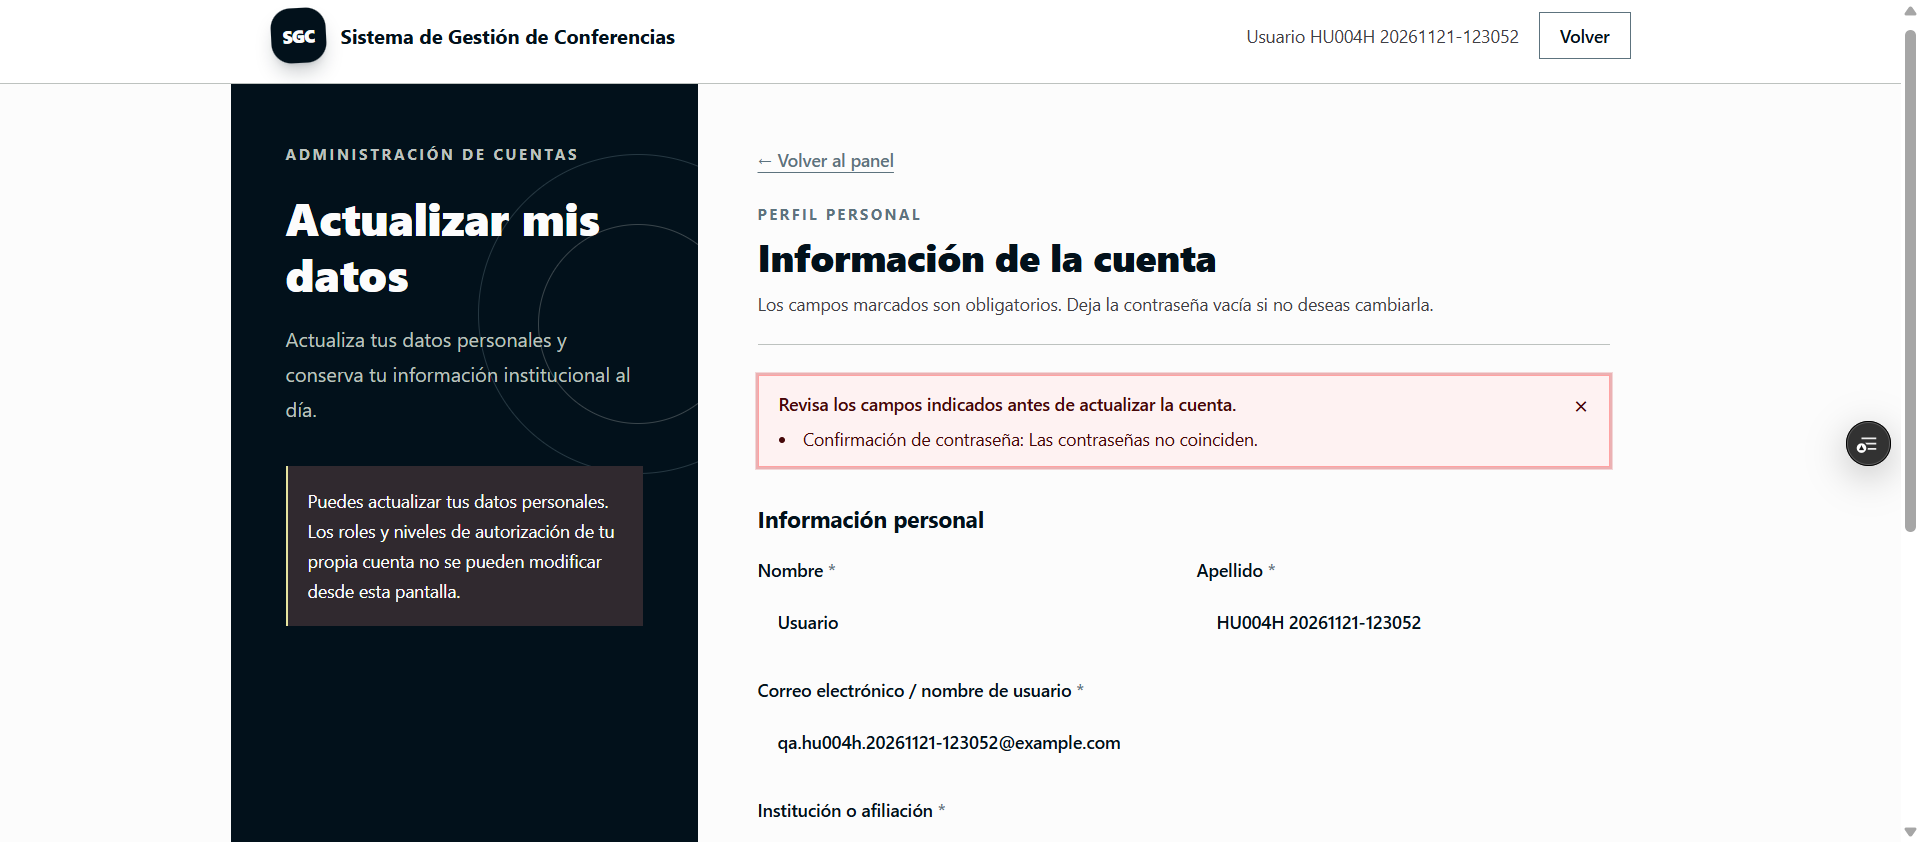 SGC
Sistema de Gestión de Conferencias
Usuario HU004H 20261121-123052
Volver
ADMINISTRACIÓN DE CUENTAS
Actualizar mis
datos
Actualiza tus datos personales y
conserva tu información institucional al
día.
Puedes actualizar tus datos personales.
Los roles y niveles de autorización de tu
propia cuenta no se pueden modificar
desde esta pantalla.
← Volver al panel
PERFIL PERSONAL
Información de la cuenta
Los campos marcados son obligatorios. Deja la contraseña vacía si no deseas cambiarla.
Revisa los campos indicados antes de actualizar la cuenta.
• Confirmación de contraseña: Las contraseñas no coinciden.
Información personal
Nombre *
Apellido *
Usuario
HU004H 20261121-123052
Correo electrónico / nombre de usuario *
qa.hu004h.20261121-123052@example.com
Institución o afiliación *